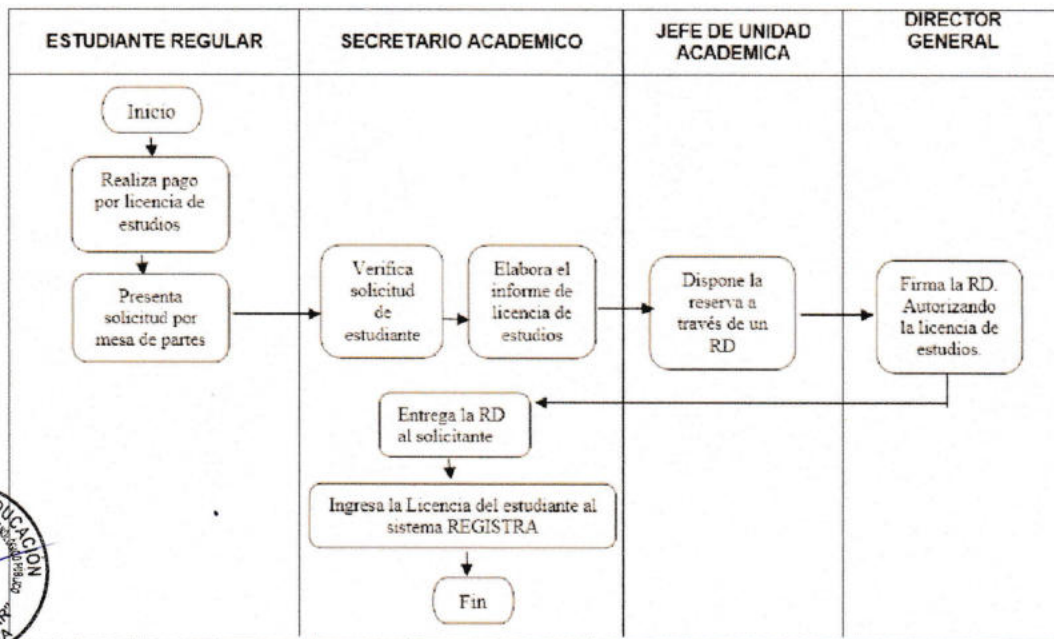 ESTUDIANTE REGULAR
SECRETARIO ACADEMICO
JEFE DE UNIDAD
ACADEMICA
DIRECTOR
GENERAL
Inicio
Realiza pago
por licencia de
estudios
Presenta
solicitud por
mesa de partes
Verifica
solicitud
de
estudiante
Elabora el
informe de
licencia de
estudios
Dispone la
reserva a
través de un
RD
Firma la RD.
Autorizando
la licencia de
estudios.
Entrega la RD
al solicitante
Ingresa la Licencia del estudiante al
sistema REGISTRA
Fin
EDUCACIÓN